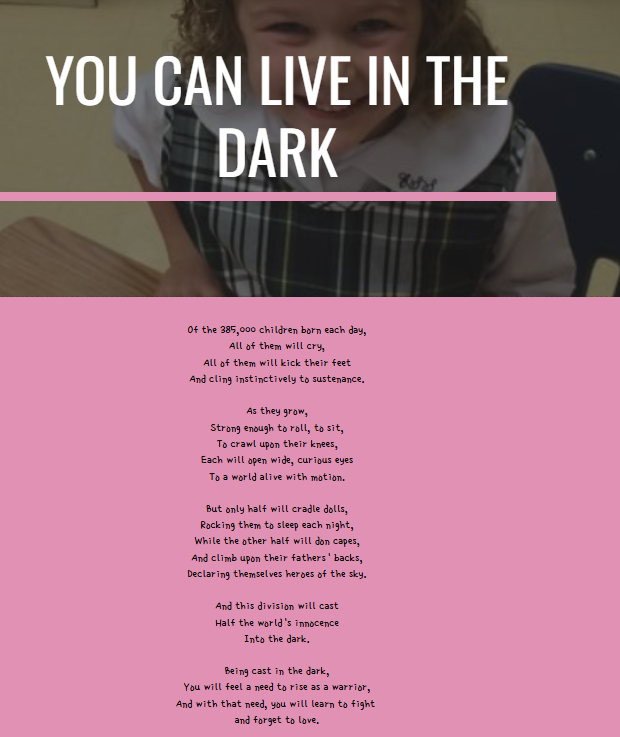 YOU CAN LIVE IN THE
DARK
Of the 385,000 children born each day,
All of them will cry,
All of them will kick their feet
And cling instinctively to sustenance.
As they grow,
Strong enough to roll, to sit,
To crawl upon their knees,
Each will open wide, curious eyes
To a world alive with motion.
But only half will cradle dolls,
Rocking them to sleep each night,
While the other half will don capes,
And climb upon their fathers' backs,
Declaring themselves heroes of the sky.
And this division will cast
Half the world's innocence
Into the dark.
Being cast in the dark,
You will feel a need to rise as a warrior,
And with that need, you will learn to fight
and forget to love.